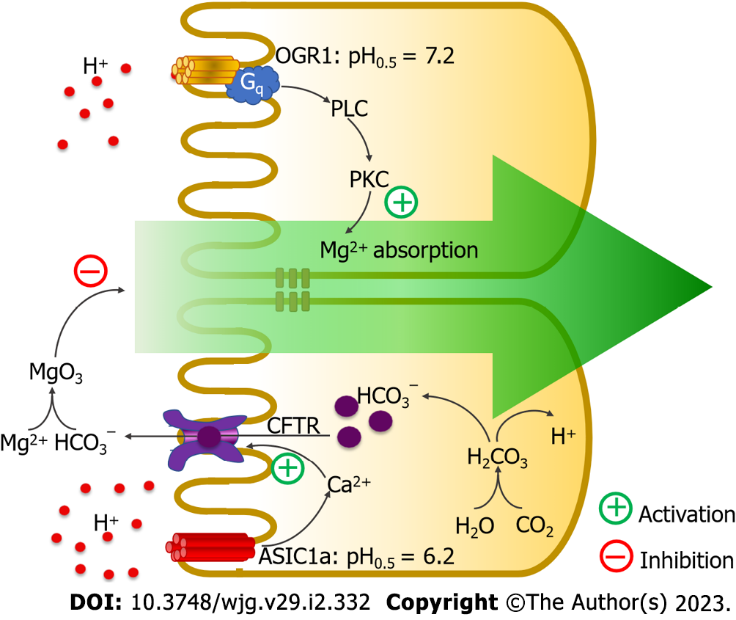 OGR1: pH0.5 = 7.2
H+
Gq
PLC
PKC
Mg2+ absorption
MgO3
HCO3−
CFTR
H+
Mg2+ HCO3−
H2CO3
Ca2+
H+
H2O
CO2
Activation
ASIC1a: pH0.5 = 6.2
Inhibition
DOI: 10.3748/wjg.v29.i2.332 Copyright ©The Author(s) 2023.